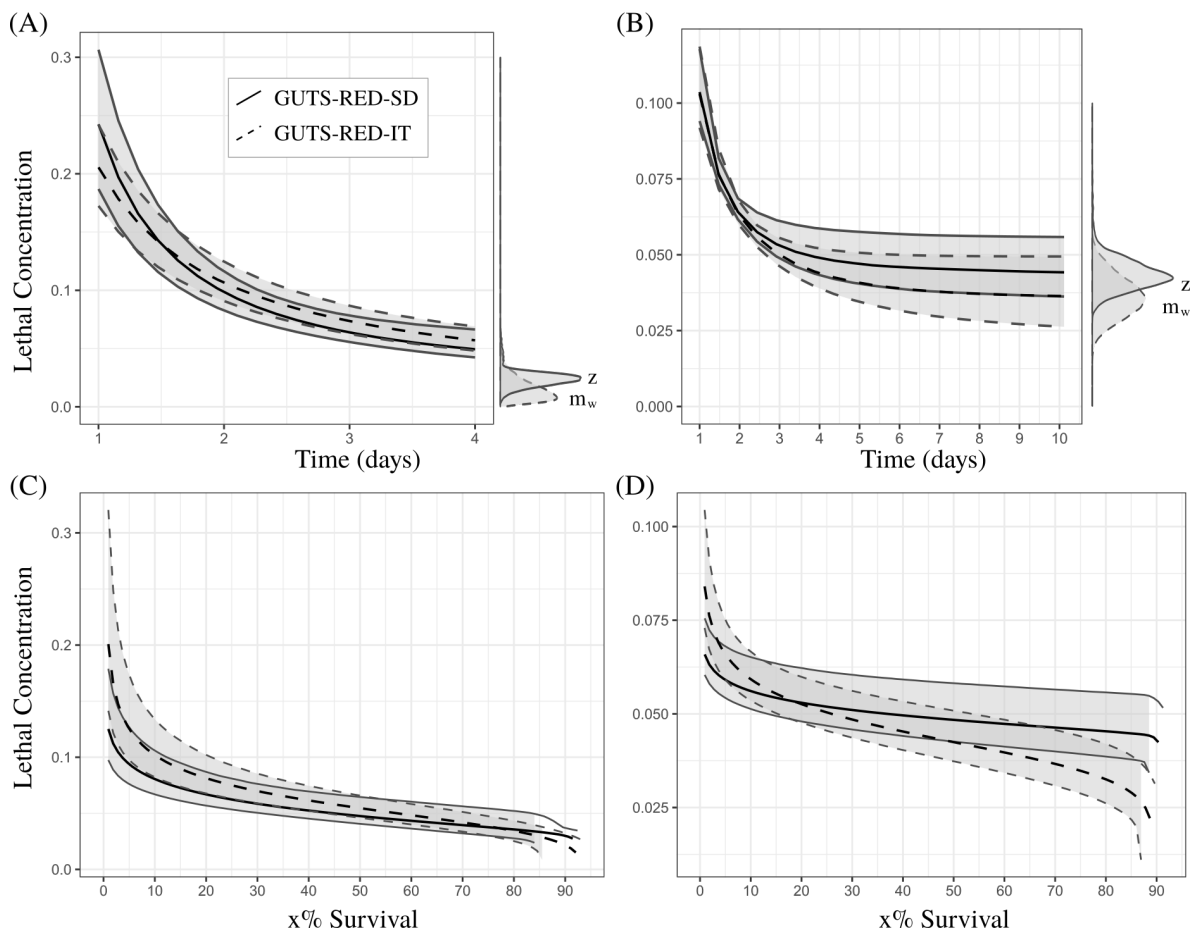 (A)
0.3
0.2
0.1
0.0
Lethal Concentration
GUTS-RED-SD
GUTS-RED-IT
z
m_w
1 2 3 4
Time (days)
(B)
0.100
0.075
0.050
0.025
0.000
z
m_w
1 2 3 4 5 6 7 8 9 10
Time (days)
(C)
0.3
0.2
0.1
0.0
Lethal Concentration
0 10 20 30 40 50 60 70 80 90
x% Survival
(D)
0.100
0.075
0.050
0.025
0 10 20 30 40 50 60 70 80 90
x% Survival